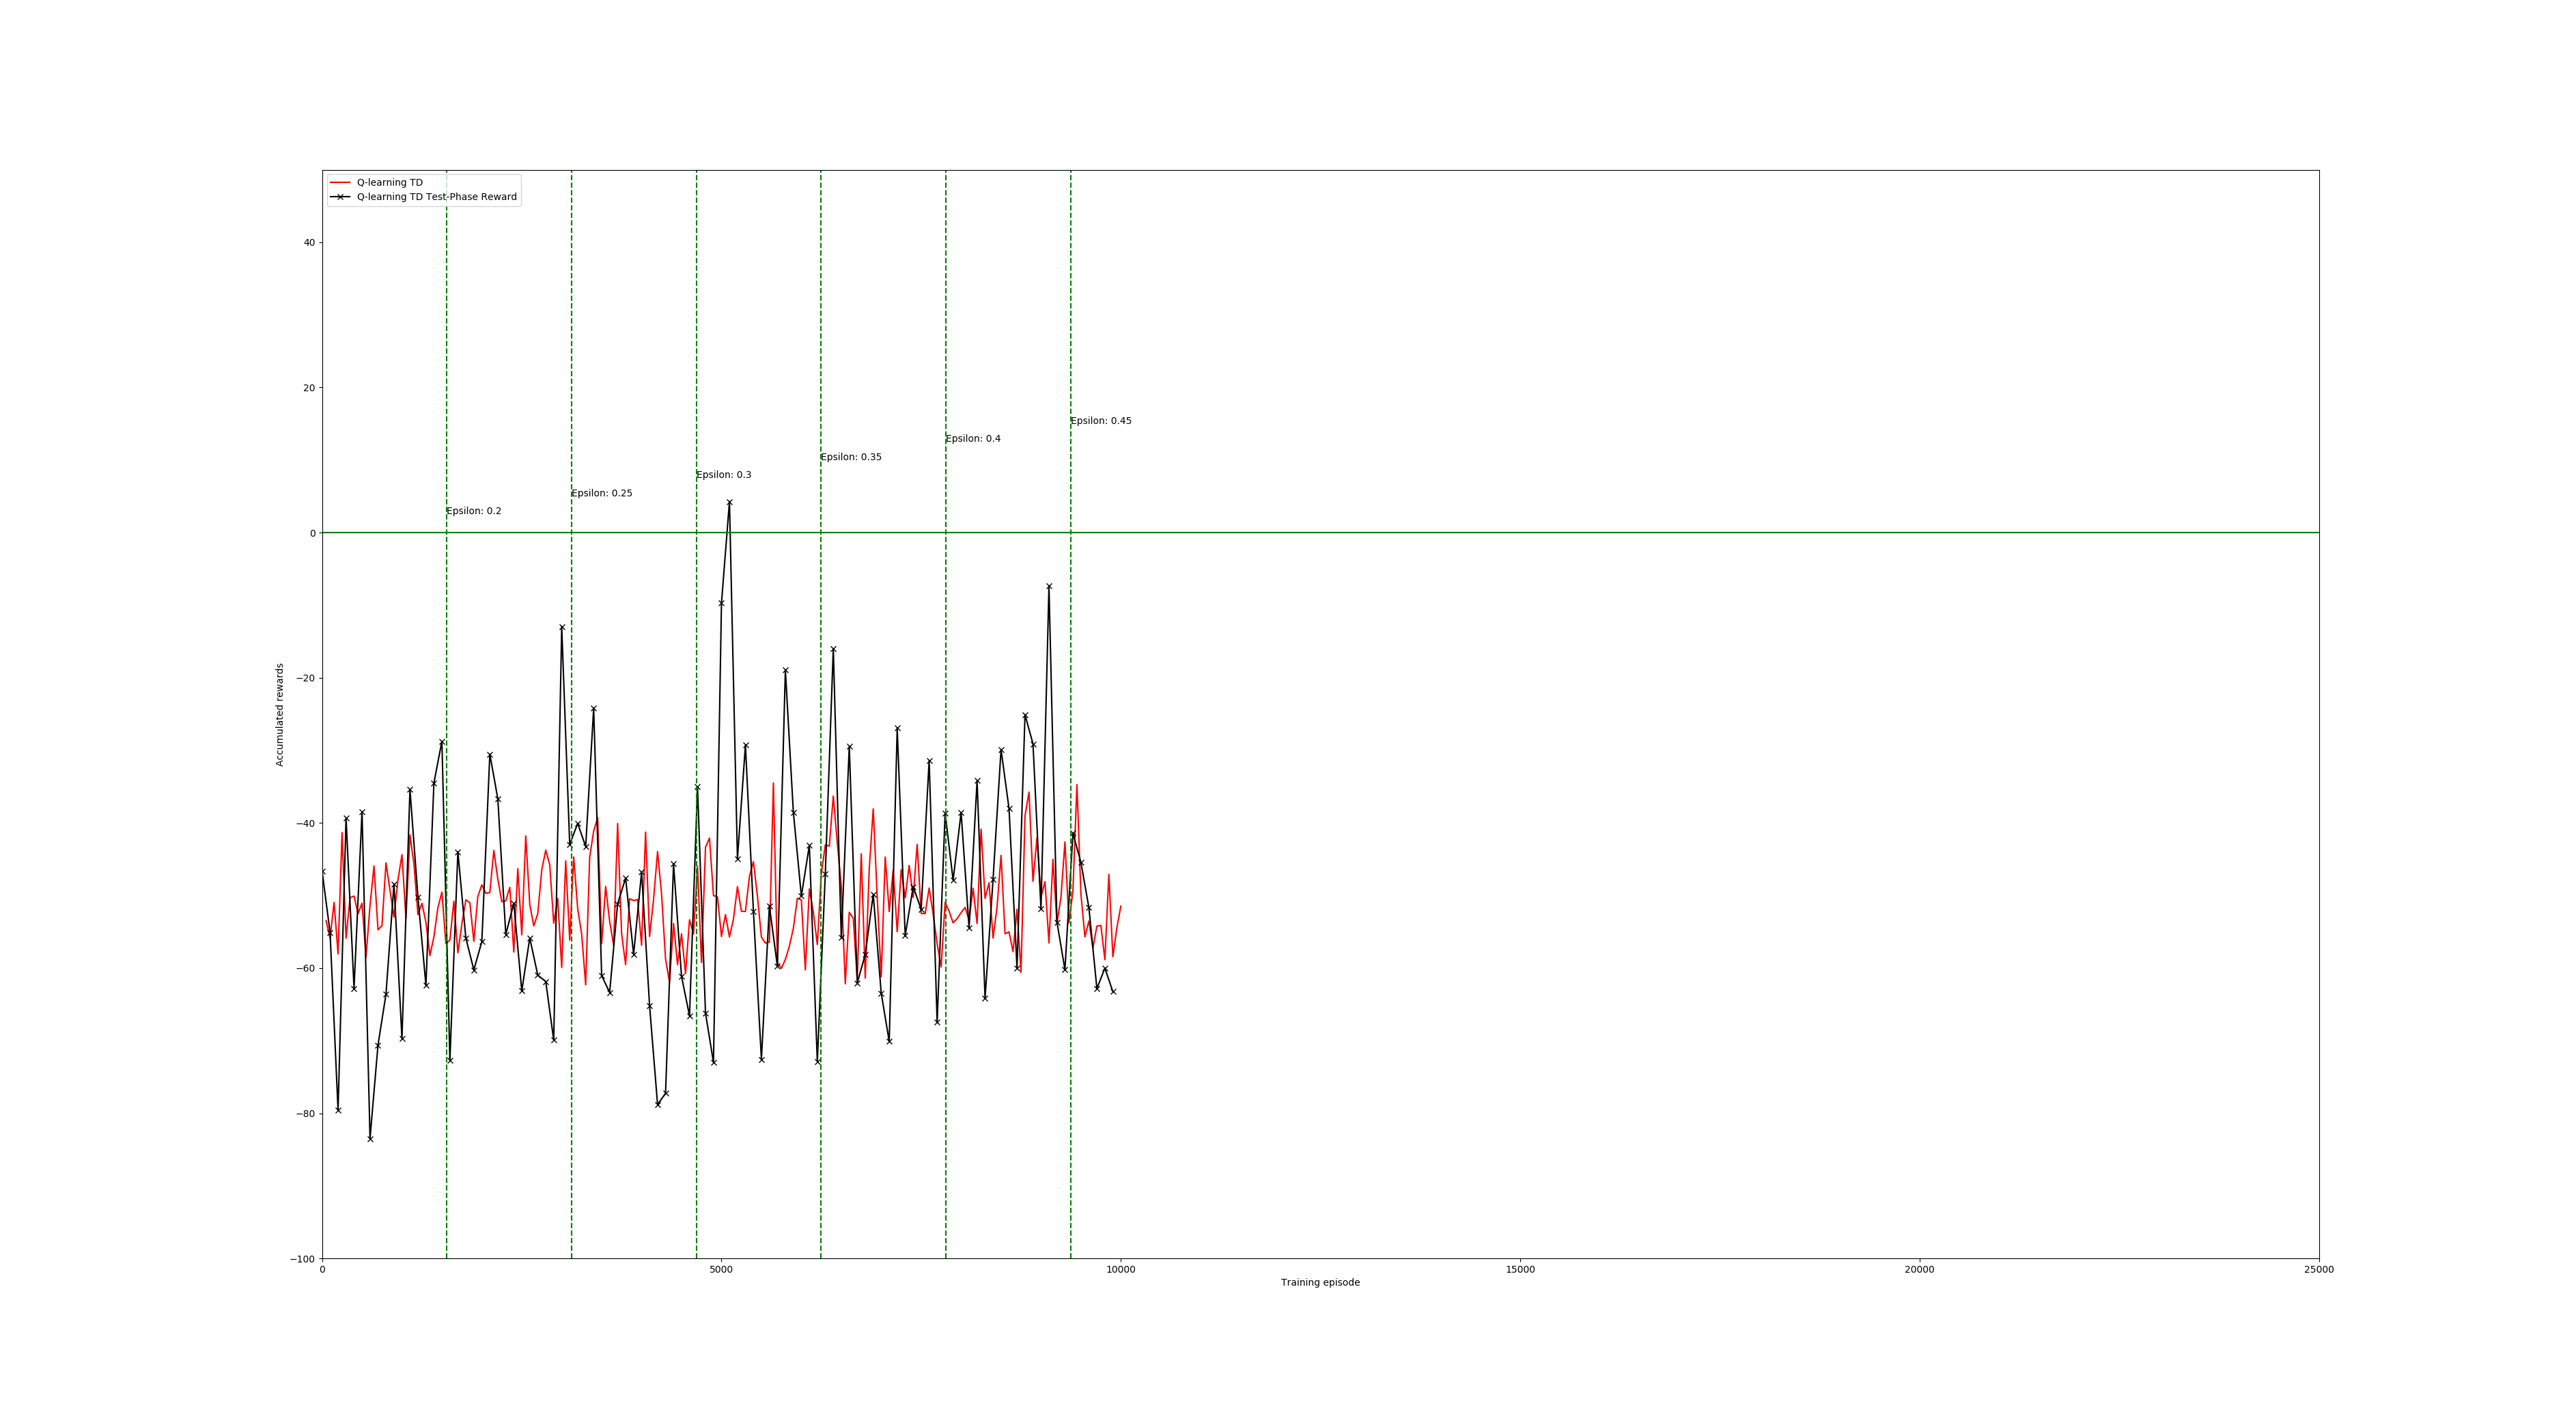 Q-learning TD
Q-learning TD Test-Phase Reward
40
20
0
−20
−40
−60
−80
−100
Accumulated rewards
Epsilon: 0.2
Epsilon: 0.25
Epsilon: 0.3
Epsilon: 0.35
Epsilon: 0.4
Epsilon: 0.45
0
5000
10000
15000
20000
25000
Training episode